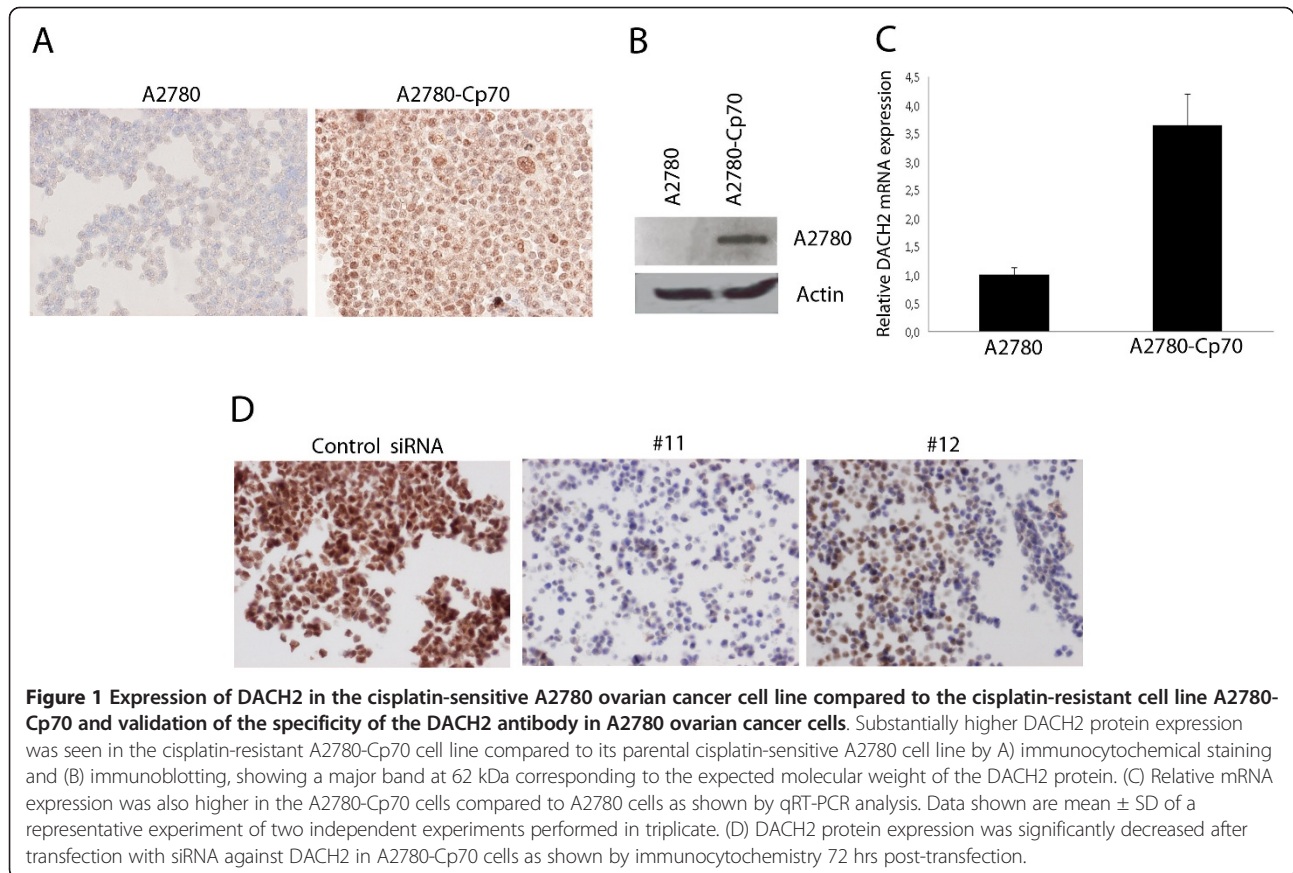 A
A2780
A2780-Cp70
B
A2780
A2780-Cp70
A2780
Actin
C
Relative DACH2 mRNA expression
4,5
4,0
3,5
3,0
2,5
2,0
1,5
1,0
0,5
0,0
A2780
A2780-Cp70
D
Control siRNA
#11
#12
Figure 1 Expression of DACH2 in the cisplatin-sensitive A2780 ovarian cancer cell line compared to the cisplatin-resistant cell line A2780-
Cp70 and validation of the specificity of the DACH2 antibody in A2780 ovarian cancer cells. Substantially higher DACH2 protein expression
was seen in the cisplatin-resistant A2780-Cp70 cell line compared to its parental cisplatin-sensitive A2780 cell line by A) immunocytochemical staining
and (B) immunoblotting, showing a major band at 62 kDa corresponding to the expected molecular weight of the DACH2 protein. (C) Relative mRNA
expression was also higher in the A2780-Cp70 cells compared to A2780 cells as shown by qRT-PCR analysis. Data shown are mean ± SD of a
representative experiment of two independent experiments performed in triplicate. (D) DACH2 protein expression was significantly decreased after
transfection with siRNA against DACH2 in A2780-Cp70 cells as shown by immunocytochemistry 72 hrs post-transfection.